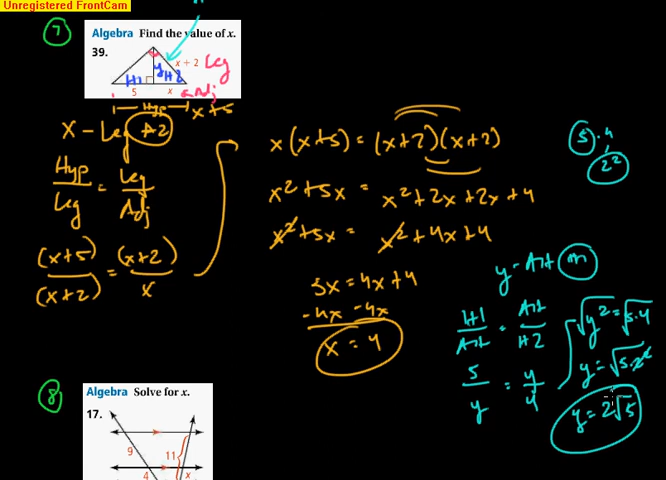 Unregistered FrontCam
7
Algebra Find the value of x.
39.
x + 2 Leg
y
H1 H2
5 x Adj
Hyp x+5
x - Leg A2
Hyp/Leg = Leg/Adj
(x+5)/(x+2) = (x+2)/x
x(x+5) = (x+2)(x+2)
x²+5x = x²+2x+2x+4
x²+5x = x²+4x+4
5x = 4x+4
-4x -4x
x = 4
5·4
2²
y - Alt m
H1/Alt = Alt/H2
5/y = y/4
√y² = √5·4
y = √5·2²
y = 2√5
8
Algebra Solve for x.
17.
9
11
4
x